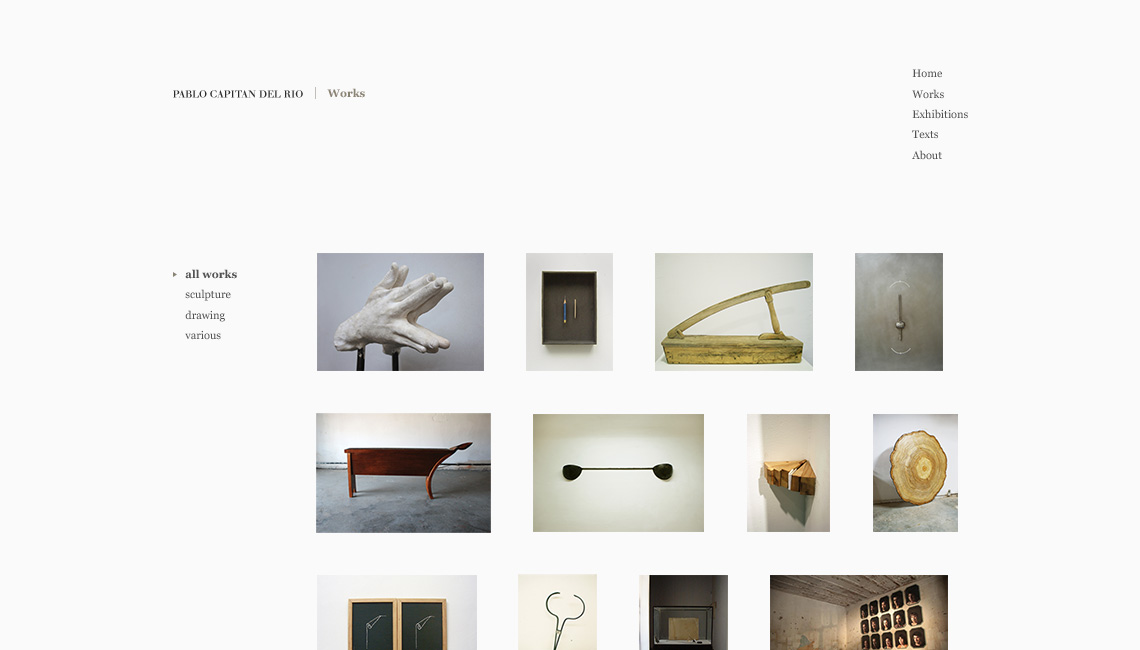 PABLO CAPITAN DEL RIO | Works
Home
Works
Exhibitions
Texts
About
all works
sculpture
drawing
various